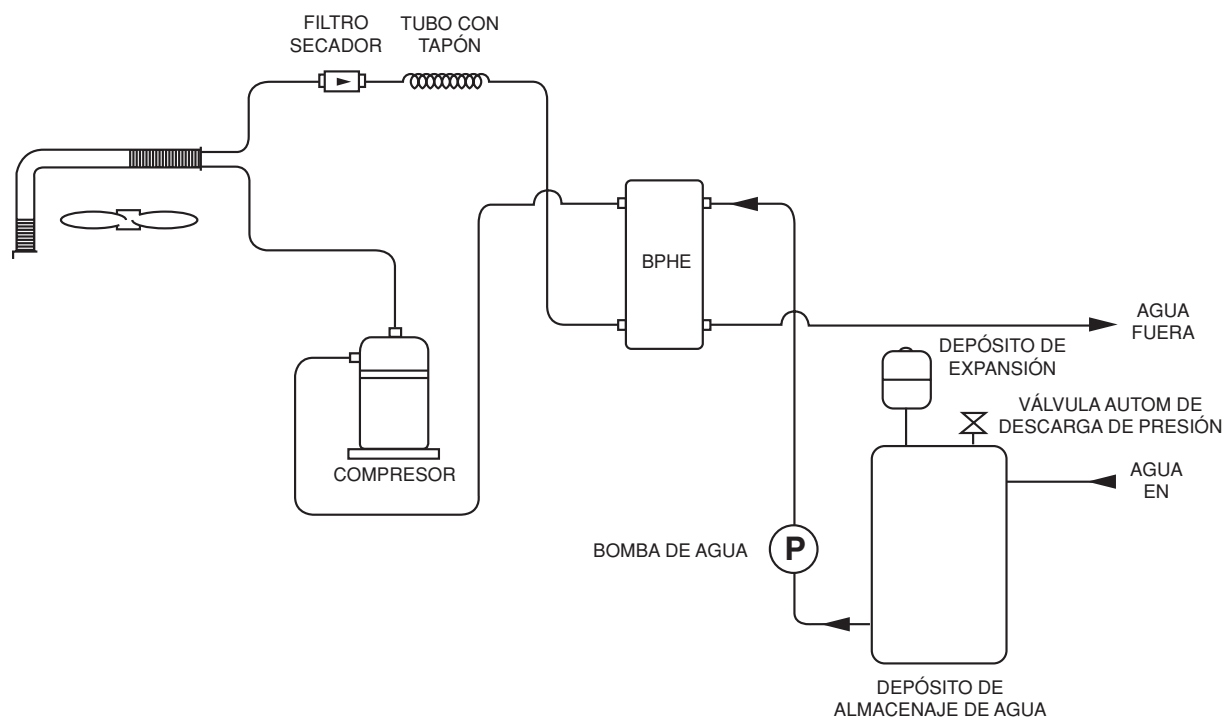 FILTRO
SECADOR
TUBO CON
TAPÓN
BPHE
AGUA
FUERA
DEPÓSITO DE
EXPANSIÓN
VÁLVULA AUTOM DE
DESCARGA DE PRESIÓN
COMPRESOR
AGUA
EN
BOMBA DE AGUA
P
DEPÓSITO DE
ALMACENAJE DE AGUA